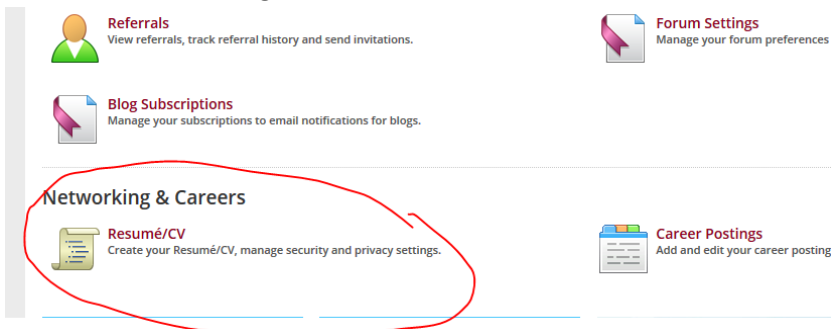 Referrals
View referrals, track referral history and send invitations.
Forum Settings
Manage your forum preferences
Blog Subscriptions
Manage your subscriptions to email notifications for blogs.
Networking & Careers
Resumé/CV
Create your Resumé/CV, manage security and privacy settings.
Career Postings
Add and edit your career posting